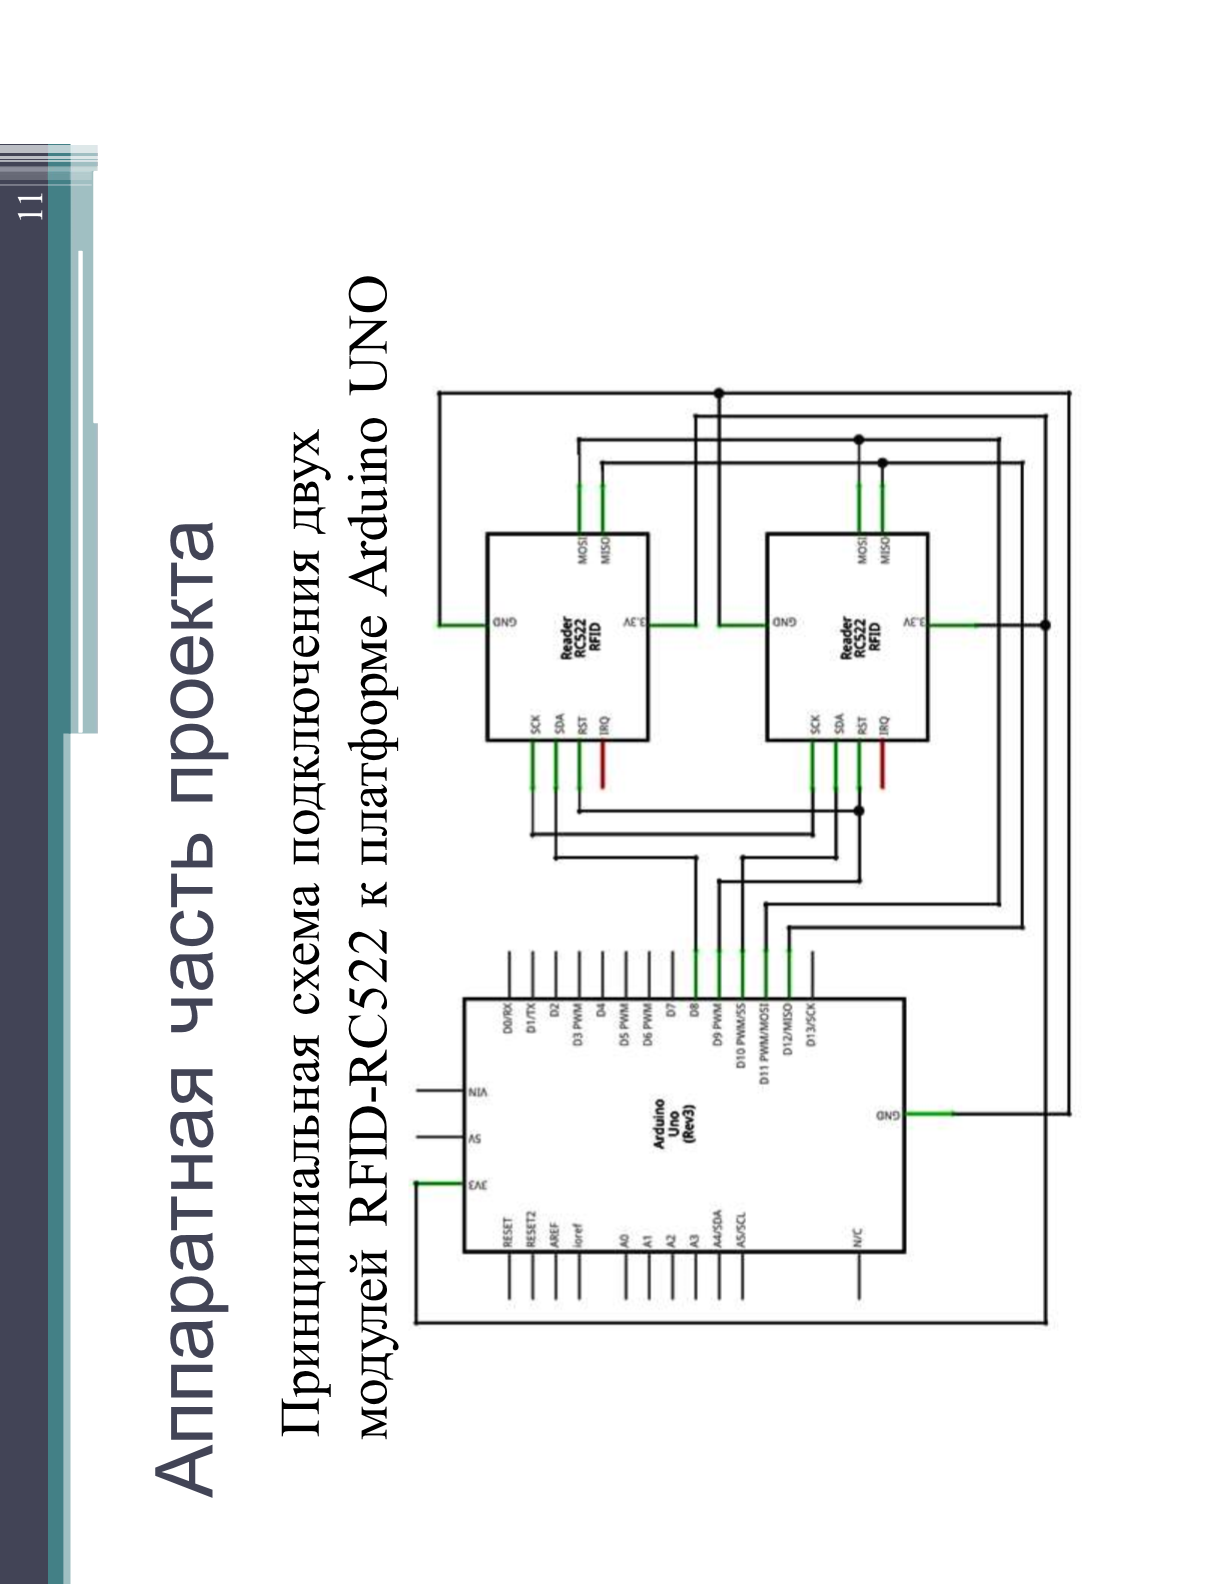 11
Аппаратная часть проекта
Принципиальная схема подключения двух
модулей RFID-RC522 к платформе Arduino UNO
3V3
5V
VIN
RESET
RESET2
AREF
ioref
A0
A1
A2
A3
A4/SDA
A5/SCL
N/C
Arduino
Uno
(Rev3)
D0/RX
D1/TX
D2
D3 PWM
D4
D5 PWM
D6 PWM
D7
D8
D9 PWM
D10 PWM/SS
D11 PWM/MOSI
D12/MISO
D13/SCK
GND
SCK
SDA
RST
IRQ
GND
Reader
RC522
RFID
3.3V
MOSI
MISO
SCK
SDA
RST
IRQ
GND
Reader
RC522
RFID
3.3V
MOSI
MISO